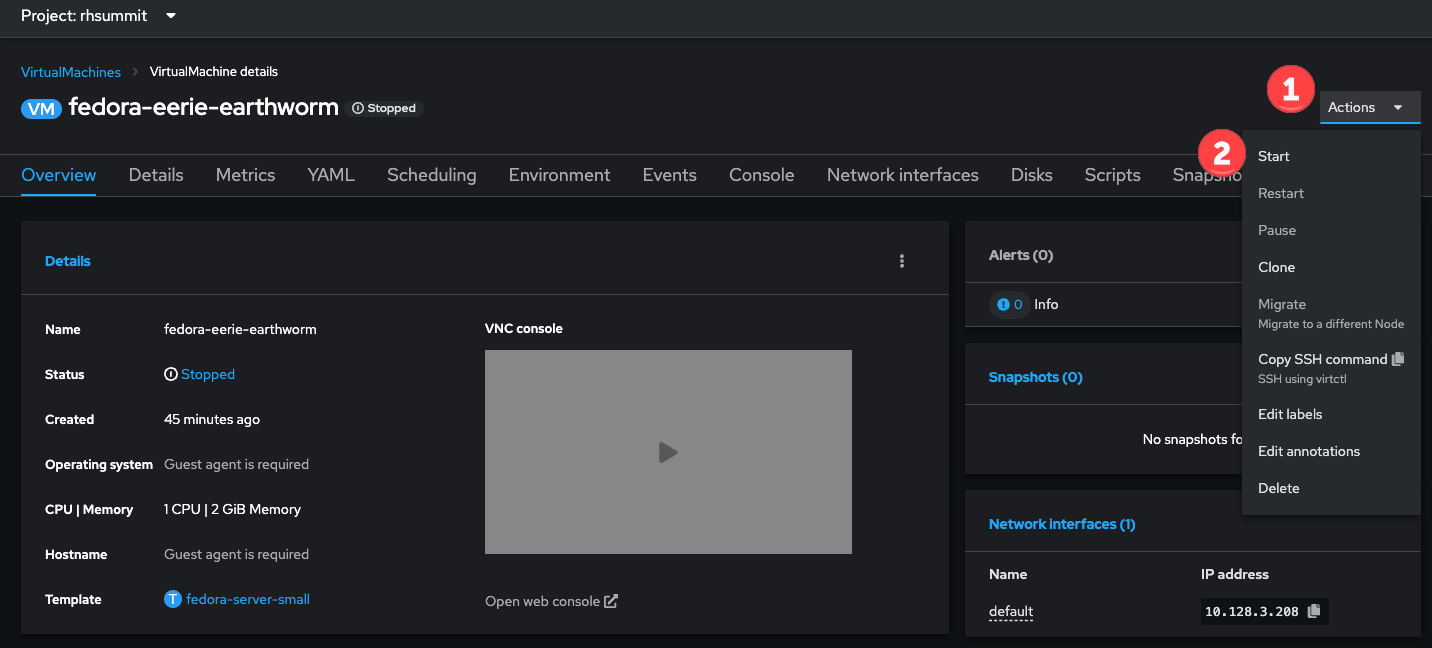 Project: rhsummit
VirtualMachines > VirtualMachine details
VM fedora-eerie-earthworm Stopped
1
Actions
2
Overview Details Metrics YAML Scheduling Environment Events Console Network interfaces Disks Scripts Snapsho
Start
Restart
Pause
Clone
Migrate
Migrate to a different Node
Copy SSH command
SSH using virtctl
Edit labels
Edit annotations
Delete
Details
Name fedora-eerie-earthworm
Status Stopped
Created 45 minutes ago
Operating system Guest agent is required
CPU | Memory 1 CPU | 2 GiB Memory
Hostname Guest agent is required
Template T fedora-server-small
VNC console
Open web console
Alerts (0)
0 Info
Snapshots (0)
No snapshots fo
Network interfaces (1)
Name IP address
default 10.128.3.208